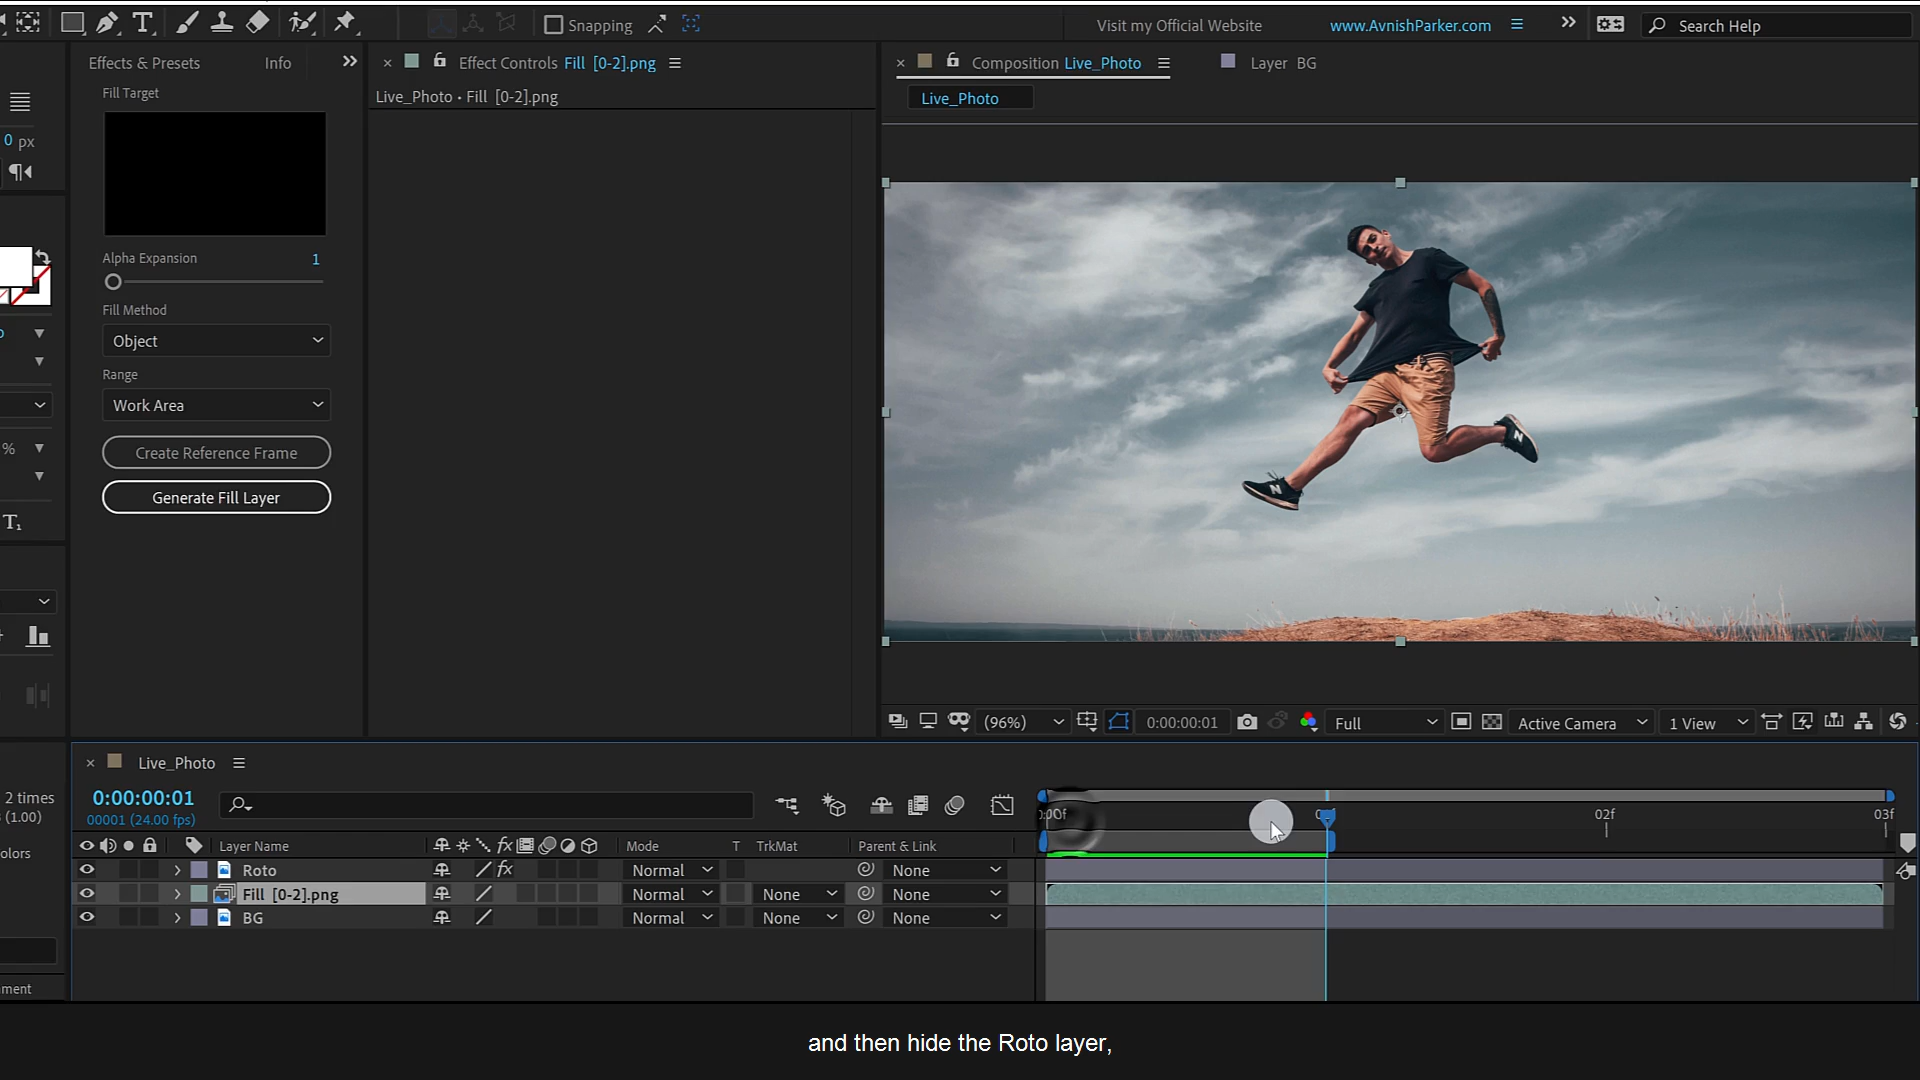 Snapping
Visit my Official Website
www.AvnishParker.com
Search Help
Effects & Presets
Info
Effect Controls Fill [0-2].png
Composition Live_Photo
Layer BG
Fill Target
Live_Photo • Fill [0-2].png
Live_Photo
0 px
Alpha Expansion
1
Fill Method
Object
Range
Work Area
%
Create Reference Frame
Generate Fill Layer
(96%)
0:00:00:01
Full
Active Camera
1 View
Live_Photo
2 times
(1.00)
0:00:00:01
00001 (24.00 fps)
0:00f
02f
03f
olors
Layer Name
fx
Mode
T
TrkMat
Parent & Link
Roto
fx
Normal
None
Fill [0-2].png
Normal
None
None
BG
Normal
None
None
ment
and then hide the Roto layer,